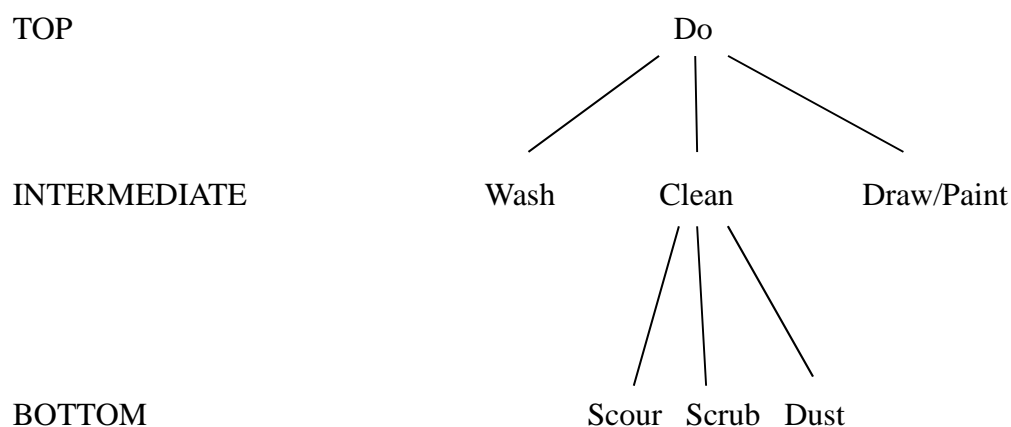 TOP Do
INTERMEDIATE Wash Clean Draw/Paint
BOTTOM Scour Scrub Dust